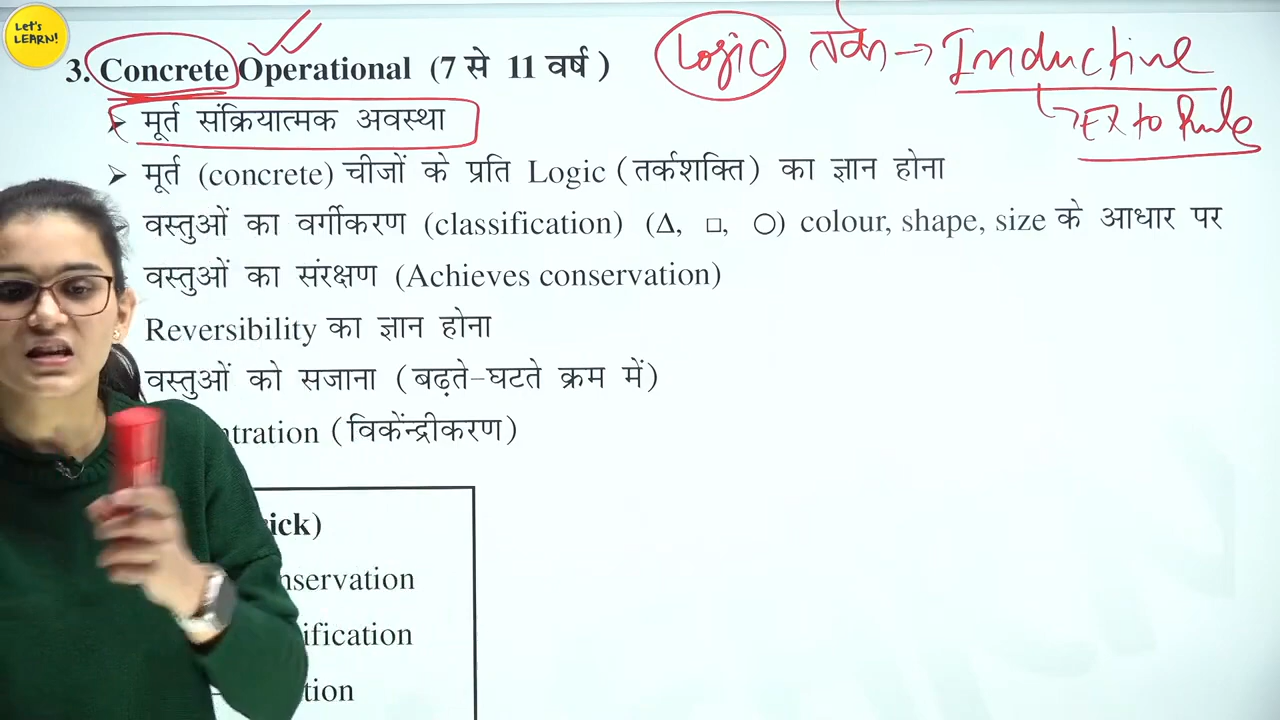 Let's
LEARN!
3. Concrete Operational (7 से 11 वर्ष)
Logic तर्क → Inductive
↳ Ex to Rule
➤ मूर्त संक्रियात्मक अवस्था
➤ मूर्त (concrete) चीजों के प्रति Logic (तर्कशक्ति) का ज्ञान होना
वस्तुओं का वर्गीकरण (classification) (Δ, □, ○) colour, shape, size के आधार पर
वस्तुओं का संरक्षण (Achieves conservation)
Reversibility का ज्ञान होना
वस्तुओं को सजाना (बढ़ते-घटते क्रम में)
ntration (विकेंन्द्रीकरण)
ick)
nservation
ification
tion